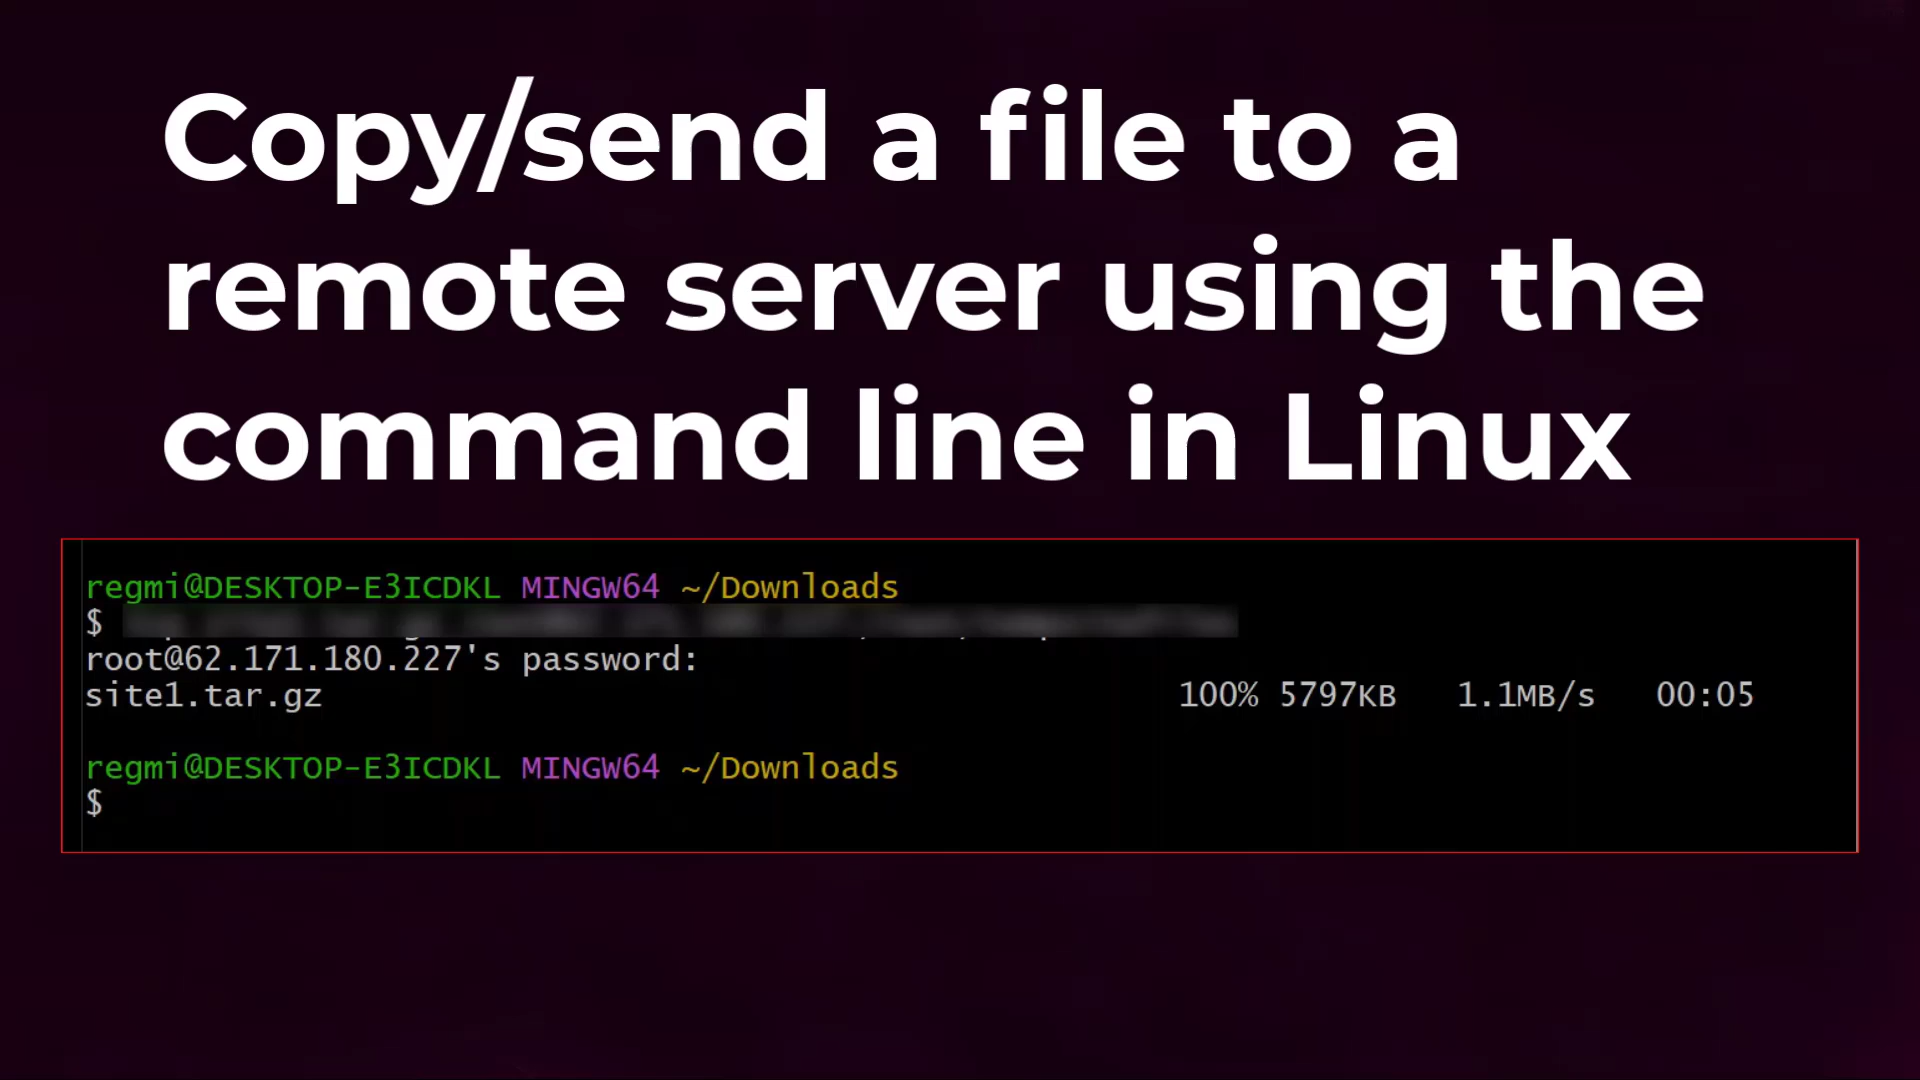 Copy/send a file to a
remote server using the
command line in Linux
regmi@DESKTOP-E3ICDKL MINGW64 ~/Downloads
$
root@62.171.180.227's password:
site1.tar.gz 100% 5797KB 1.1MB/s 00:05
regmi@DESKTOP-E3ICDKL MINGW64 ~/Downloads
$